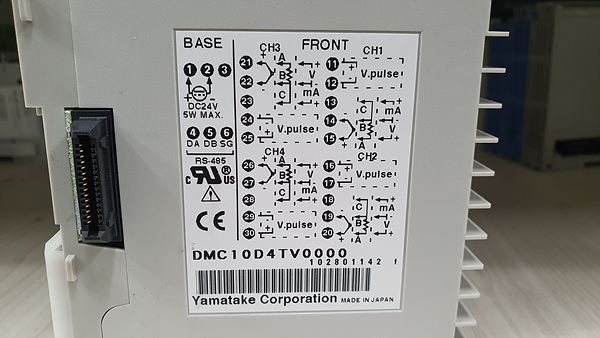 BASE FRONT
CH3 CH1
1 2 3
DC24V
5W MAX.
4 5 6
DA DB SG
RS-485
C US
21 A 11 + V.pulse
22 B V 12 -
23 C mA 13 C mA
24 + V.pulse 14 B V
25 - 15 A
CH4 CH2
26 A 16 + V.pulse
27 B V 17 -
28 C mA 18 C mA
29 + V.pulse 19 B V
30 - 20 A
CE
DMC10D4TV0000
102801142 f
Yamatake Corporation MADE IN JAPAN